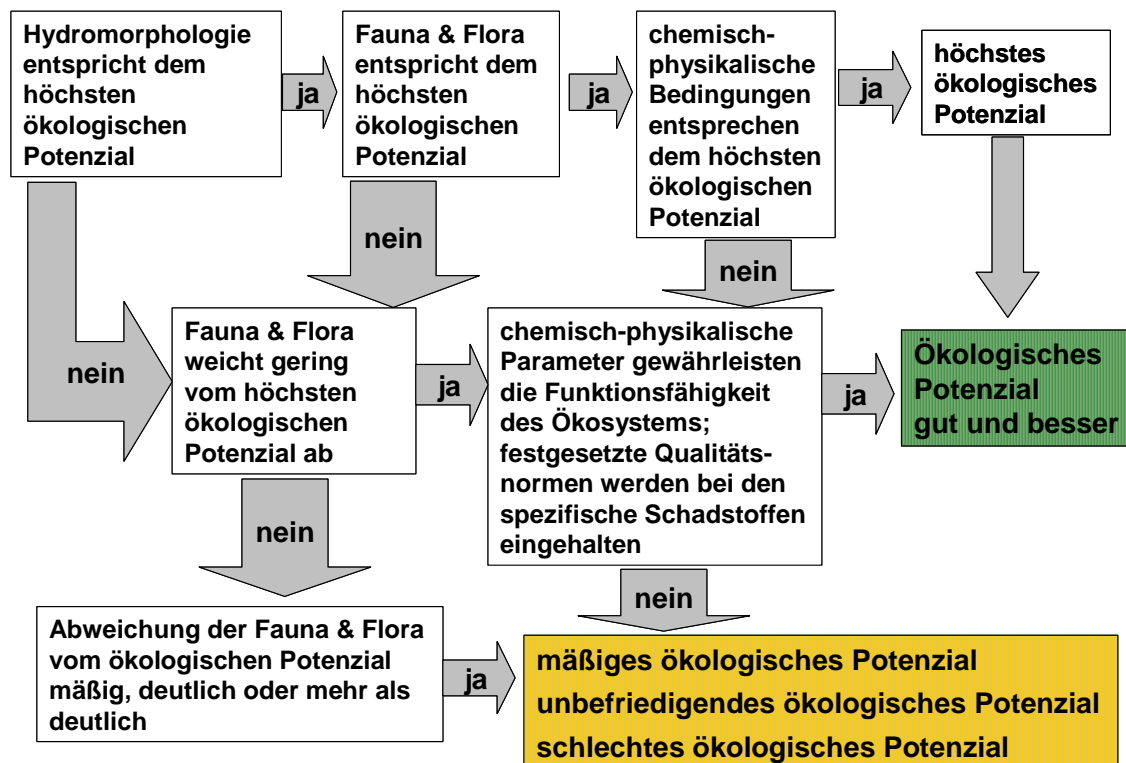 Hydromorphologie
entspricht dem
höchsten
ökologischen
Potenzial
ja
Fauna & Flora
entspricht dem
höchsten
ökologischen
Potenzial
ja
chemisch-
physikalische
Bedingungen
entsprechen
dem höchsten
ökologischen
Potenzial
ja
höchstes
ökologisches
Potenzial
nein
nein
nein
Fauna & Flora
weicht gering
vom höchsten
ökologischen
Potenzial ab
ja
chemisch-physikalische
Parameter gewährleisten
die Funktionsfähigkeit
des Ökosystems;
festgesetzte Qualitäts-
normen werden bei den
spezifische Schadstoffen
eingehalten
ja
Ökologisches
Potenzial
gut und besser
nein
nein
Abweichung der Fauna & Flora
vom ökologischen Potenzial
mäßig, deutlich oder mehr als
deutlich
ja
mäßiges ökologisches Potenzial
unbefriedigendes ökologisches Potenzial
schlechtes ökologisches Potenzial